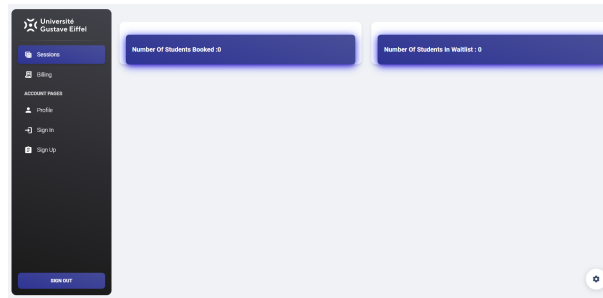 Université
Gustave Eiffel
Sessions
Billing
ACCOUNT PAGES
Profile
Sign In
Sign Up
SIGN OUT
Number Of Students Booked :0
Number Of Students In Waitlist : 0